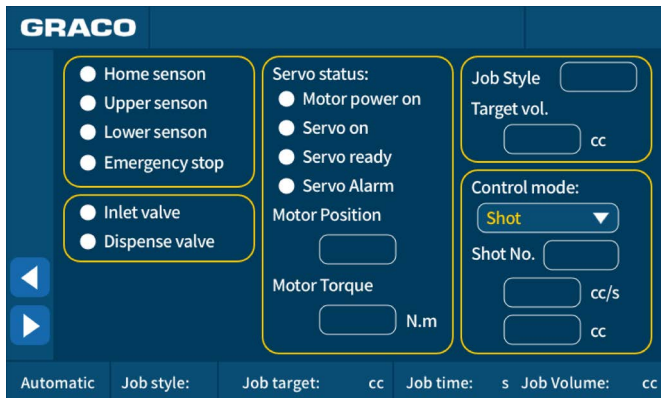 GRACO
Home senson
Upper senson
Lower senson
Emergency stop
Inlet valve
Dispense valve
Servo status:
Motor power on
Servo on
Servo ready
Servo Alarm
Motor Position
Motor Torque
N.m
Job Style
Target vol.
cc
Control mode:
Shot
Shot No.
cc/s
cc
Automatic Job style: Job target: cc Job time: s Job Volume: cc